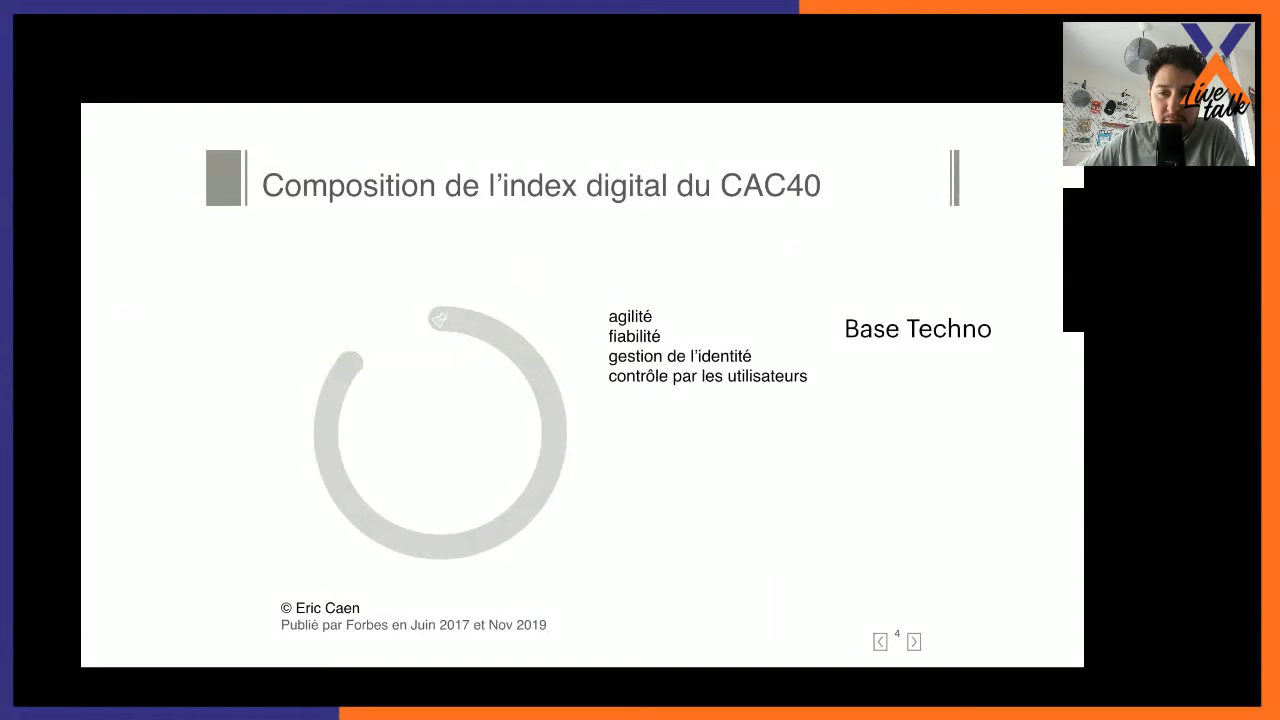 Live
talk
Composition de l’index digital du CAC40
agilité
fiabilité
gestion de l’identité
contrôle par les utilisateurs
Base Techno
© Eric Caen
Publié par Forbes en Juin 2017 et Nov 2019
4